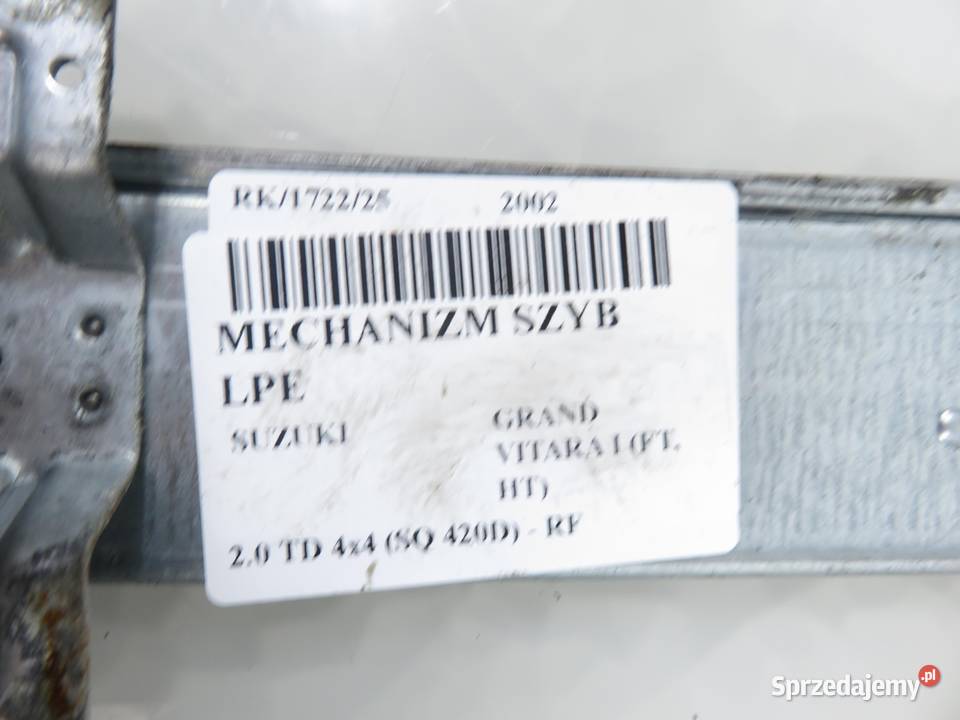 RK/1722/25 2002
MECHANIZM SZYB
LPE
SUZUKI GRAND
VITARA I (FT,
HT)
2.0 TD 4x4 (SQ 420D) - RF
Sprzedajemy.pl